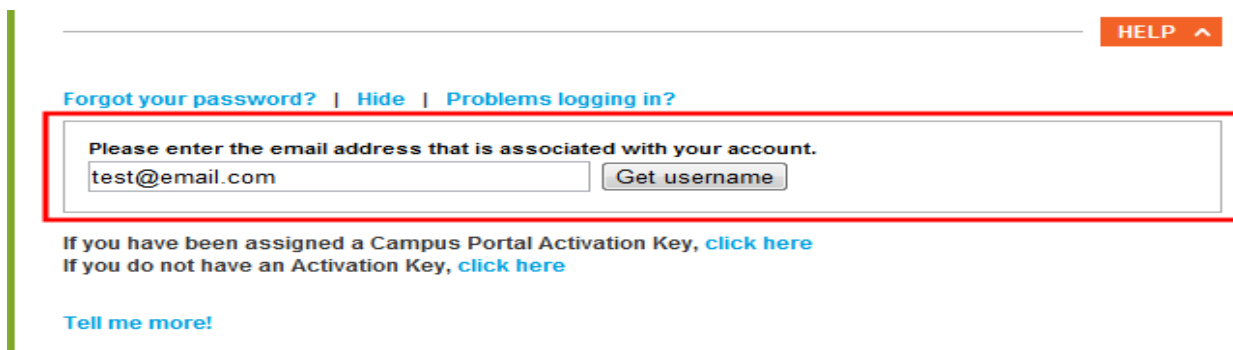 HELP
Forgot your password? | Hide | Problems logging in?
Please enter the email address that is associated with your account.
test@email.com Get username
If you have been assigned a Campus Portal Activation Key, click here
If you do not have an Activation Key, click here
Tell me more!